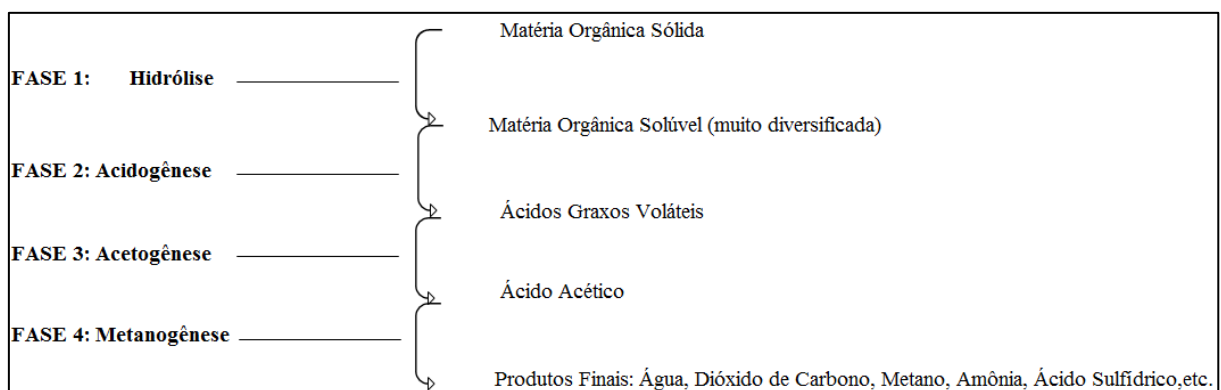 Matéria Orgânica Sólida
FASE 1: Hidrólise
Matéria Orgânica Solúvel (muito diversificada)
FASE 2: Acidogênese
Ácidos Graxos Voláteis
FASE 3: Acetogênese
Ácido Acético
FASE 4: Metanogênese
Produtos Finais: Água, Dióxido de Carbono, Metano, Amônia, Ácido Sulfídrico,etc.